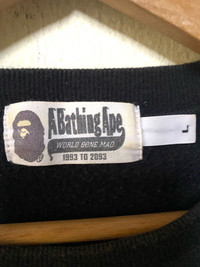 A Bathing Ape
WORLD GONE MAD
1993 TO 2093
L